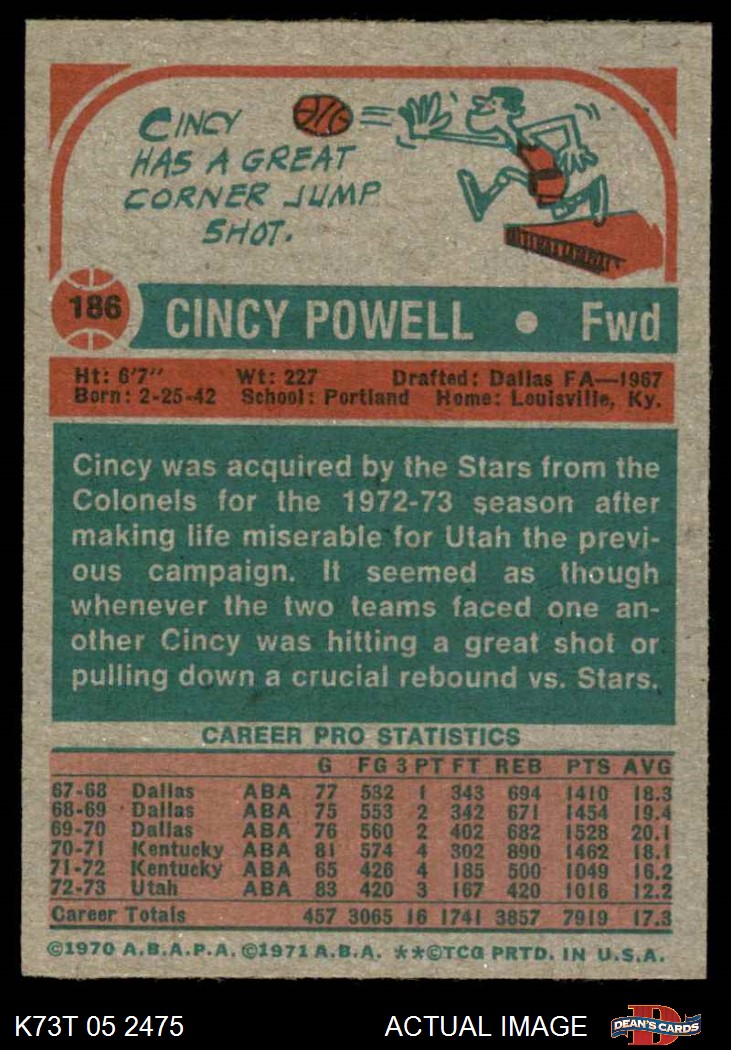 CINCY
HAS A GREAT
CORNER JUMP
SHOT.
186 CINCY POWELL • Fwd
Ht: 6'7" Wt: 227 Drafted: Dallas FA—1967
Born: 2-25-42 School: Portland Home: Louisville, Ky.
Cincy was acquired by the Stars from the
Colonels for the 1972-73 season after
making life miserable for Utah the previ-
ous campaign. It seemed as though
whenever the two teams faced one an-
other Cincy was hitting a great shot or
pulling down a crucial rebound vs. Stars.
CAREER PRO STATISTICS
G FG 3 PT FT REB PTS AVG
67-68 Dallas ABA 77 532 1 343 694 1410 18.3
68-69 Dallas ABA 75 553 2 342 671 1454 19.4
69-70 Dallas ABA 76 560 2 402 682 1528 20.1
70-71 Kentucky ABA 81 574 4 302 890 1462 18.1
71-72 Kentucky ABA 65 426 4 185 500 1049 16.2
72-73 Utah ABA 83 420 3 167 420 1016 12.2
Career Totals 457 3065 16 1741 3857 7919 17.3
©1970 A.B.A.P.A. ©1971 A.B.A. **©TCG PRTD. IN U.S.A.
K73T 05 2475 ACTUAL IMAGE D DEAN'S CARDS